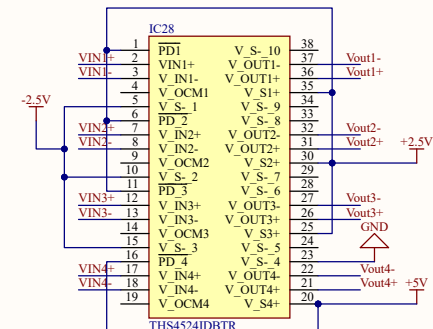 IC28
1 PD1 V_S-_10 38
VIN1+ 2 VIN1+ V_OUT1- 37 Vout1-
VIN1- 3 V_IN1- V_OUT1+ 36 Vout1+
4 V_OCM1 V_S1+ 35
-2.5V 5 V_S-_1 V_S-_9 34
6 PD_2 V_S-_8 33
VIN2+ 7 V_IN2+ V_OUT2- 32 Vout2-
VIN2- 8 V_IN2- V_OUT2+ 31 Vout2+
9 V_OCM2 V_S2+ 30 +2.5V
10 V_S-_2 V_S-_7 29
11 PD_3 V_S-_6 28
VIN3+ 12 V_IN3+ V_OUT3- 27 Vout3-
VIN3- 13 V_IN3- V_OUT3+ 26 Vout3+
14 V_OCM3 V_S3+ 25 GND
15 V_S-_3 V_S-_5 24
16 PD_4 V_S-_4 23
VIN4+ 17 V_IN4+ V_OUT4- 22 Vout4-
VIN4- 18 V_IN4- V_OUT4+ 21 Vout4+ +5V
19 V_OCM4 V_S4+ 20
THS4524IDBTR